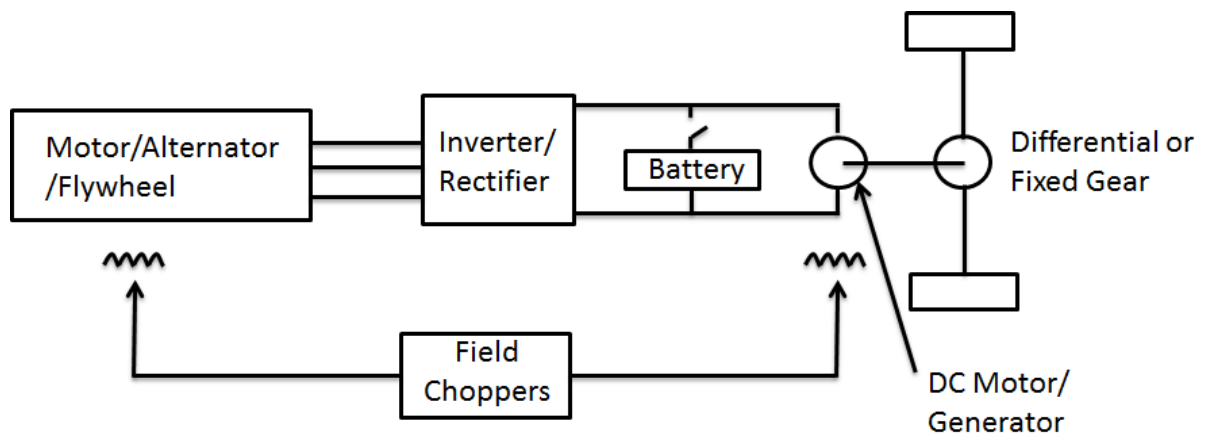 Motor/Alternator
/Flywheel
Inverter/
Rectifier
Battery
Differential or
Fixed Gear
Field
Choppers
DC Motor/
Generator